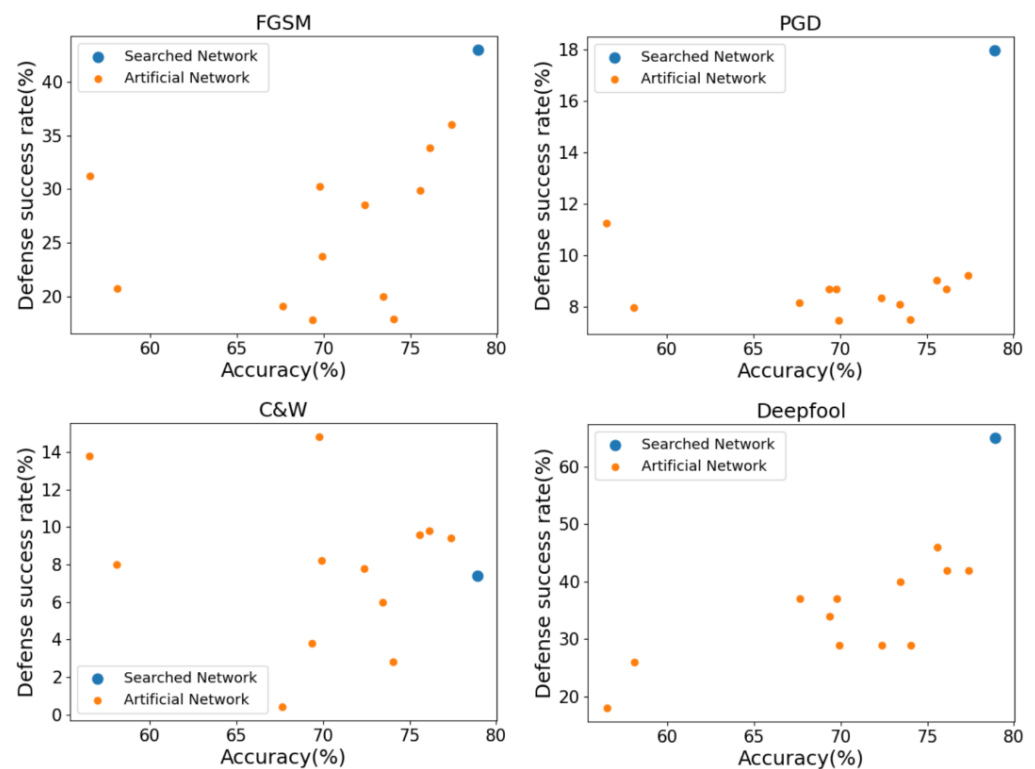 FGSM
Searched Network
Artificial Network
Defense success rate(%)
40
35
30
25
20
60 65 70 75 80
Accuracy(%)
PGD
Searched Network
Artificial Network
Defense success rate(%)
18
16
14
12
10
8
60 65 70 75 80
Accuracy(%)
C&W
Defense success rate(%)
14
12
10
8
6
4
2
0
Searched Network
Artificial Network
60 65 70 75 80
Accuracy(%)
Deepfool
Searched Network
Artificial Network
Defense success rate(%)
60
50
40
30
20
60 65 70 75 80
Accuracy(%)